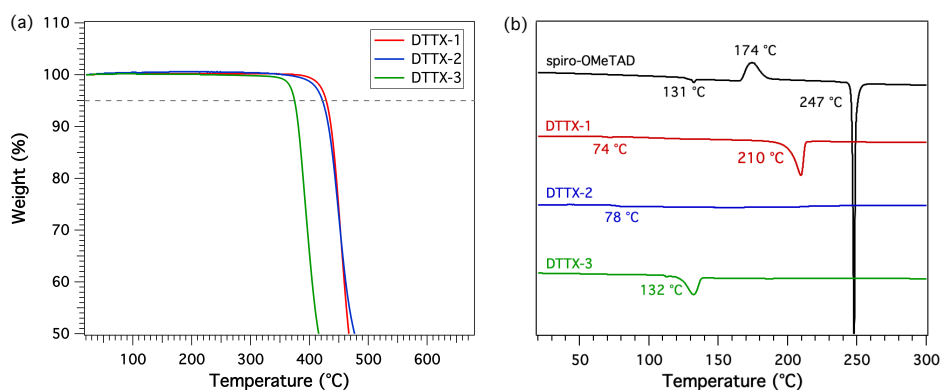 (a)
110
100
90
80
70
60
50
Weight (%)
100
200
300
400
500
600
Temperature (°C)
DTTX-1
DTTX-2
DTTX-3
(b)
spiro-OMeTAD
131 °C
174 °C
247 °C
DTTX-1
74 °C
210 °C
DTTX-2
78 °C
DTTX-3
132 °C
50
100
150
200
250
300
Temperature (°C)